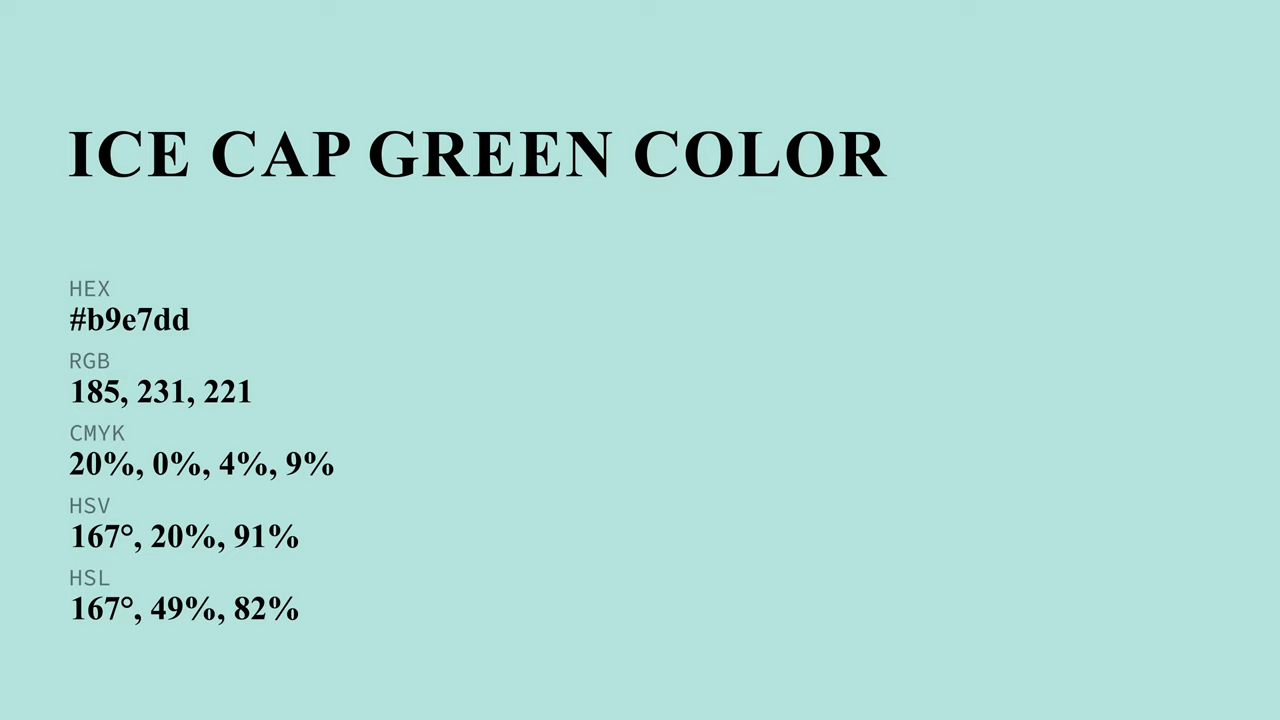 ICE CAP GREEN COLOR
HEX
#b9e7dd
RGB
185, 231, 221
CMYK
20%, 0%, 4%, 9%
HSV
167°, 20%, 91%
HSL
167°, 49%, 82%